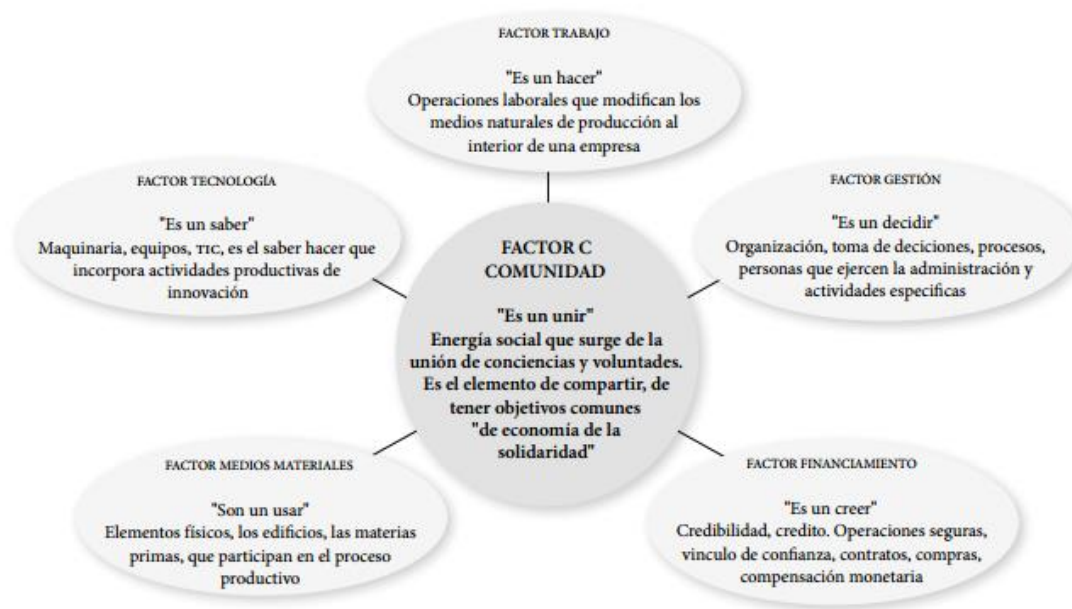 FACTOR TRABAJO
"Es un hacer"
Operaciones laborales que modifican los
medios naturales de producción al
interior de una empresa
FACTOR TECNOLOGÍA
"Es un saber"
Maquinaria, equipos, TIC, es el saber hacer que
incorpora actividades productivas de
innovación
FACTOR GESTIÓN
"Es un decidir"
Organización, toma de deciciones, procesos,
personas que ejercen la administración y
actividades especificas
FACTOR C
COMUNIDAD
"Es un unir"
Energía social que surge de la
unión de conciencias y voluntades.
Es el elemento de compartir, de
tener objetivos comunes
"de economía de la
solidaridad"
FACTOR MEDIOS MATERIALES
"Son un usar"
Elementos físicos, los edificios, las materias
primas, que participan en el proceso
productivo
FACTOR FINANCIAMIENTO
"Es un creer"
Credibilidad, credito. Operaciones seguras,
vinculo de confianza, contratos, compras,
compensación monetaria